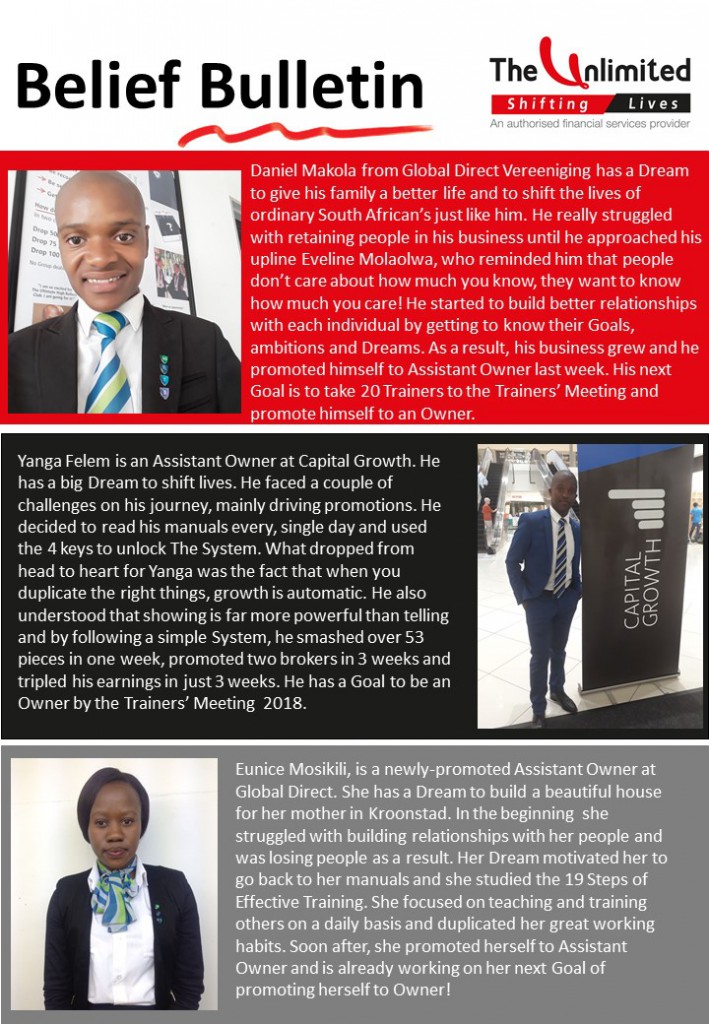 Belief Bulletin
The Unlimited
Shifting Lives
An authorised financial services provider
Daniel Makola from Global Direct Vereeniging has a Dream
to give his family a better life and to shift the lives of
ordinary South African's just like him. He really struggled
with retaining people in his business until he approached his
upline Eveline Molaolwa, who reminded him that people
don't care about how much you know, they want to know
how much you care! He started to build better relationships
with each individual by getting to know their Goals,
ambitions and Dreams. As a result, his business grew and he
promoted himself to Assistant Owner last week. His next
Goal is to take 20 Trainers to the Trainers' Meeting and
promote himself to an Owner.
Drop 50
Drop 75
Drop 100
Yanga Felem is an Assistant Owner at Capital Growth. He
has a big Dream to shift lives. He faced a couple of
challenges on his journey, mainly driving promotions. He
decided to read his manuals every, single day and used
the 4 keys to unlock The System. What dropped from
head to heart for Yanga was the fact that when you
duplicate the right things, growth is automatic. He also
understood that showing is far more powerful than telling
and by following a simple System, he smashed over 53
pieces in one week, promoted two brokers in 3 weeks and
tripled his earnings in just 3 weeks. He has a Goal to be an
Owner by the Trainers' Meeting 2018.
CAPITAL
GROWTH
Eunice Mosikili, is a newly-promoted Assistant Owner at
Global Direct. She has a Dream to build a beautiful house
for her mother in Kroonstad. In the beginning she
struggled with building relationships with her people and
was losing people as a result. Her Dream motivated her to
go back to her manuals and she studied the 19 Steps of
Effective Training. She focused on teaching and training
others on a daily basis and duplicated her great working
habits. Soon after, she promoted herself to Assistant
Owner and is already working on her next Goal of
promoting herself to Owner!